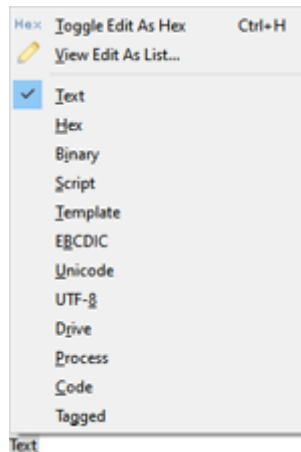 Hex Toggle Edit As Hex Ctrl+H
View Edit As List...
Text
Hex
Binary
Script
Template
EBCDIC
Unicode
UTF-8
Drive
Process
Code
Tagged
Text